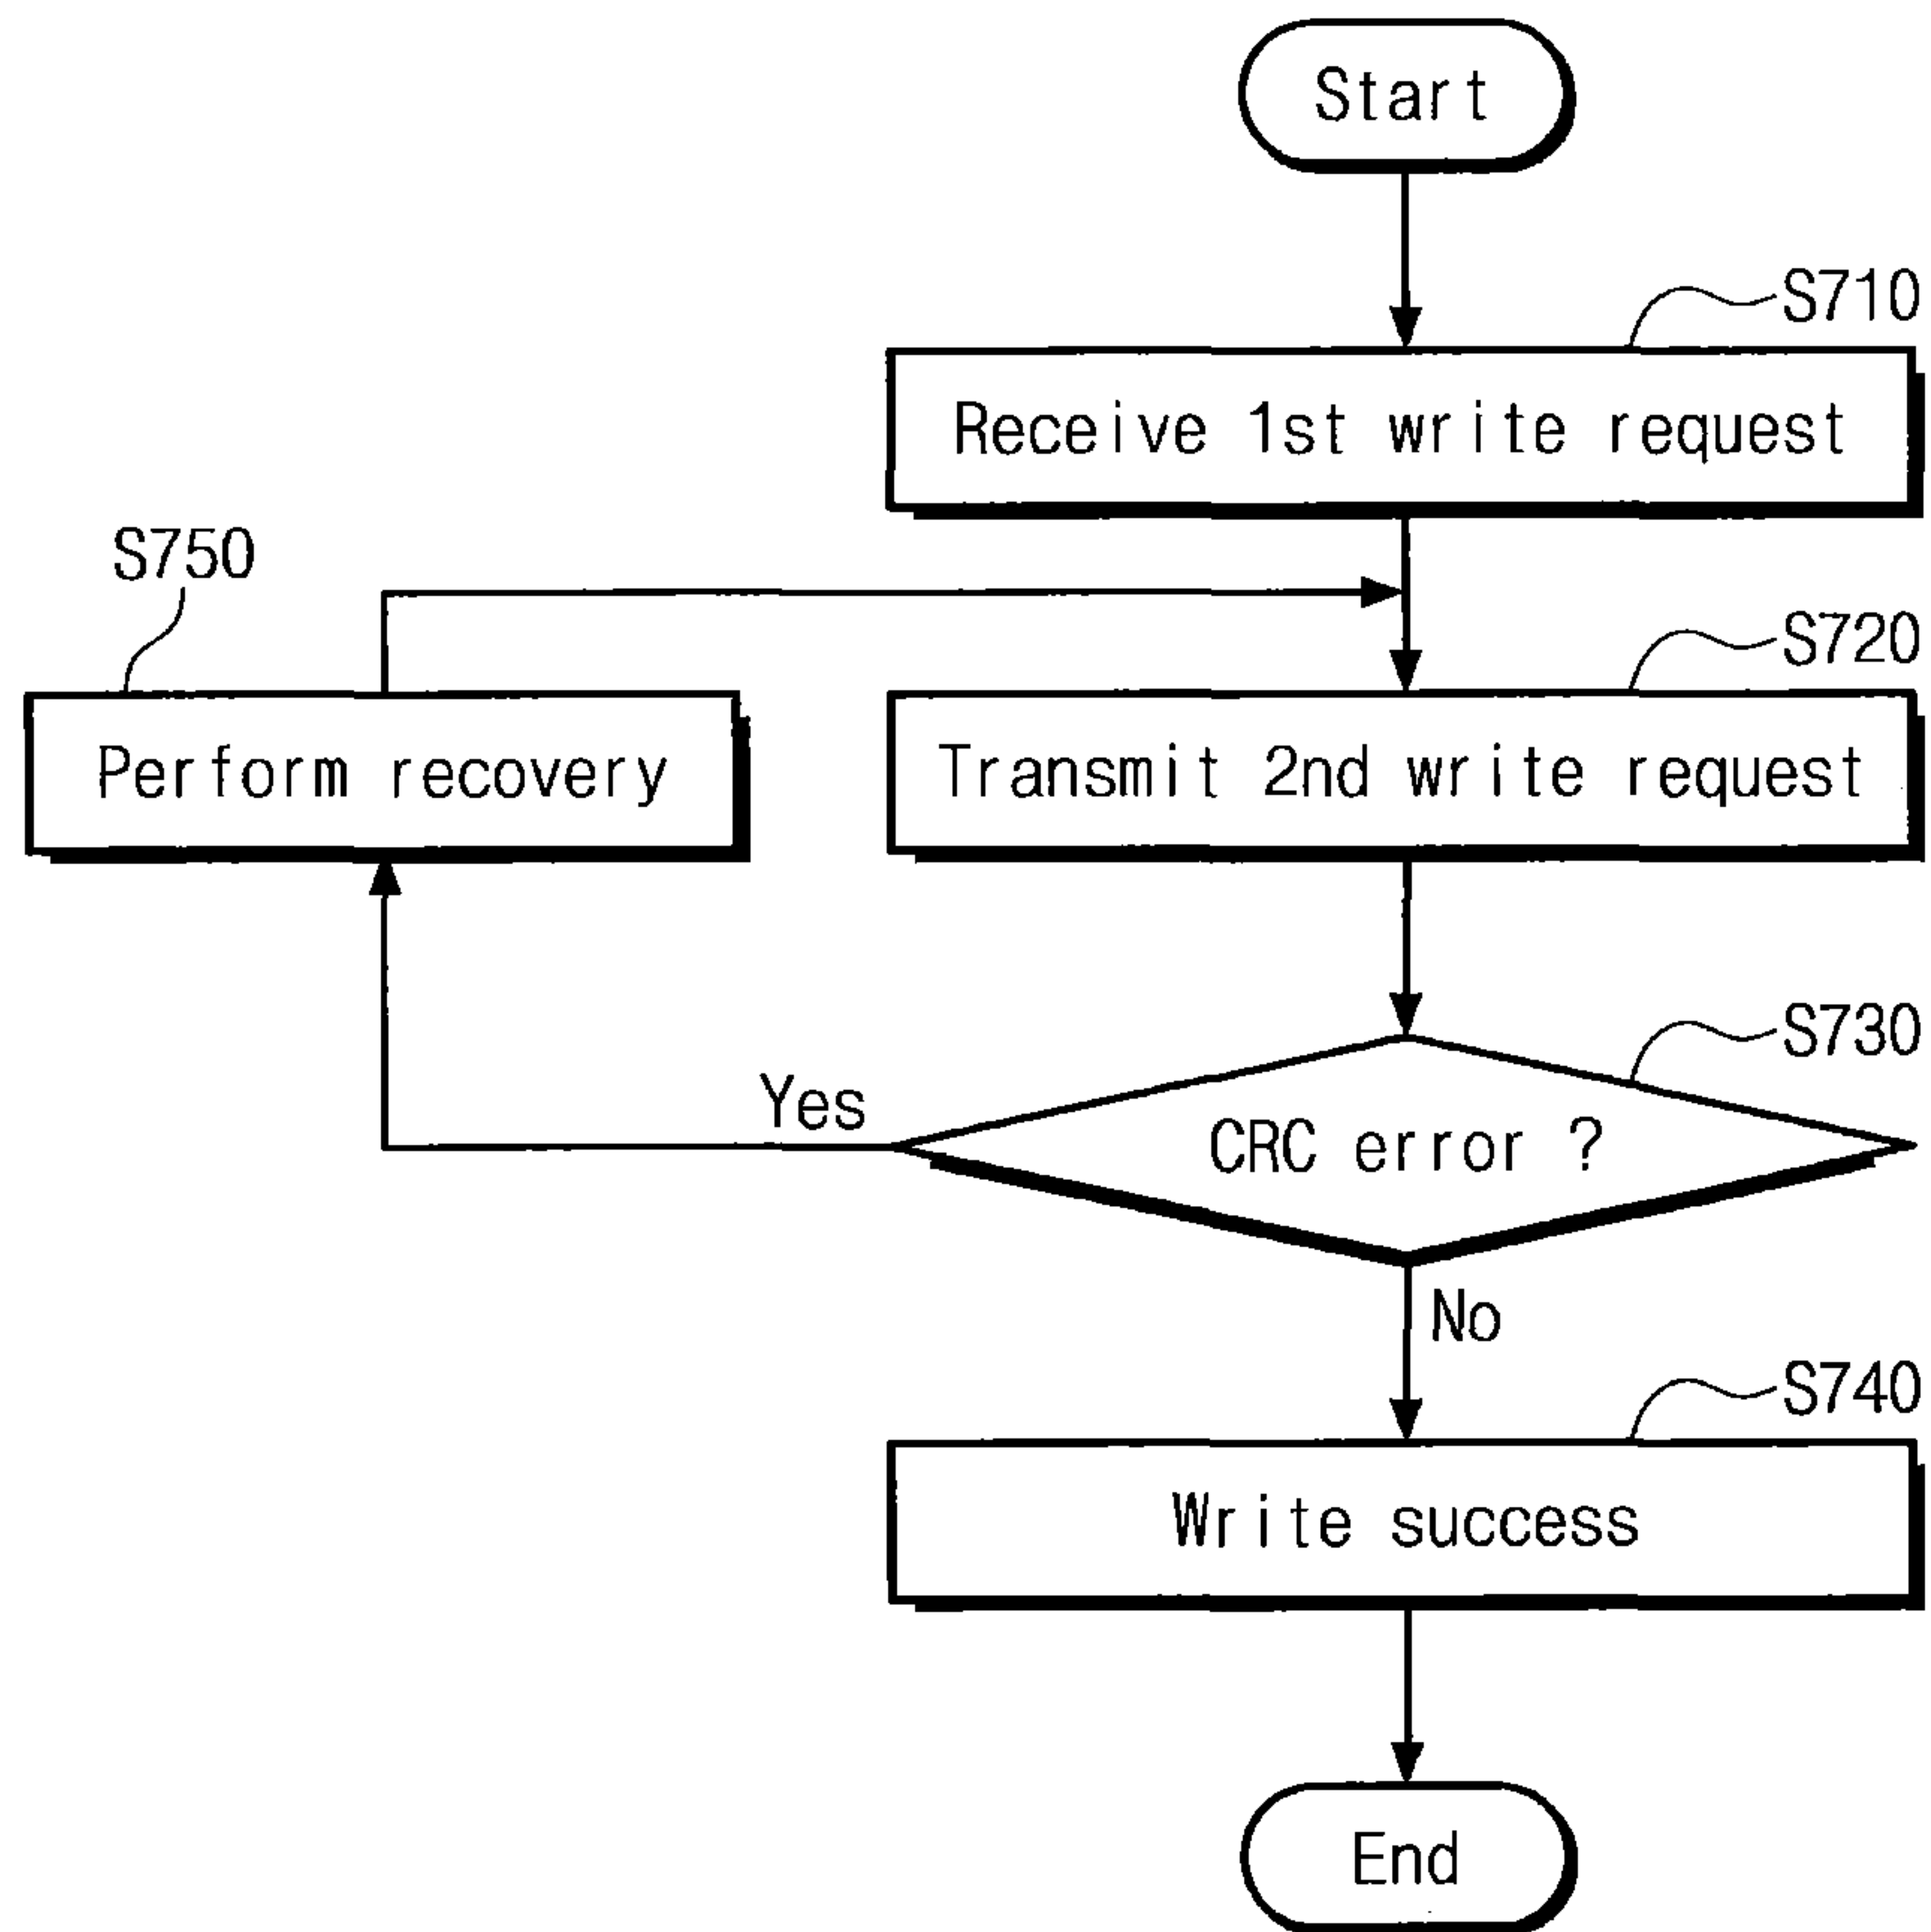 Start
S710
Receive 1st write request
S750
S720
Perform recovery
Transmit 2nd write request
S730
Yes
CRC error ?
No
S740
Write success
End